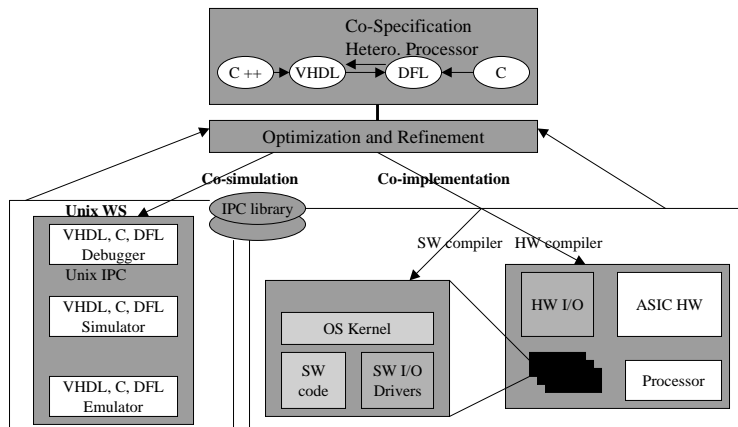 Co-Specification
Hetero. Processor
C ++
VHDL
DFL
C
Optimization and Refinement
Co-simulation
Co-implementation
Unix WS
IPC library
VHDL, C, DFL
Debugger
Unix IPC
VHDL, C, DFL
Simulator
VHDL, C, DFL
Emulator
SW compiler
HW compiler
OS Kernel
SW
code
SW I/O
Drivers
HW I/O
ASIC HW
Processor